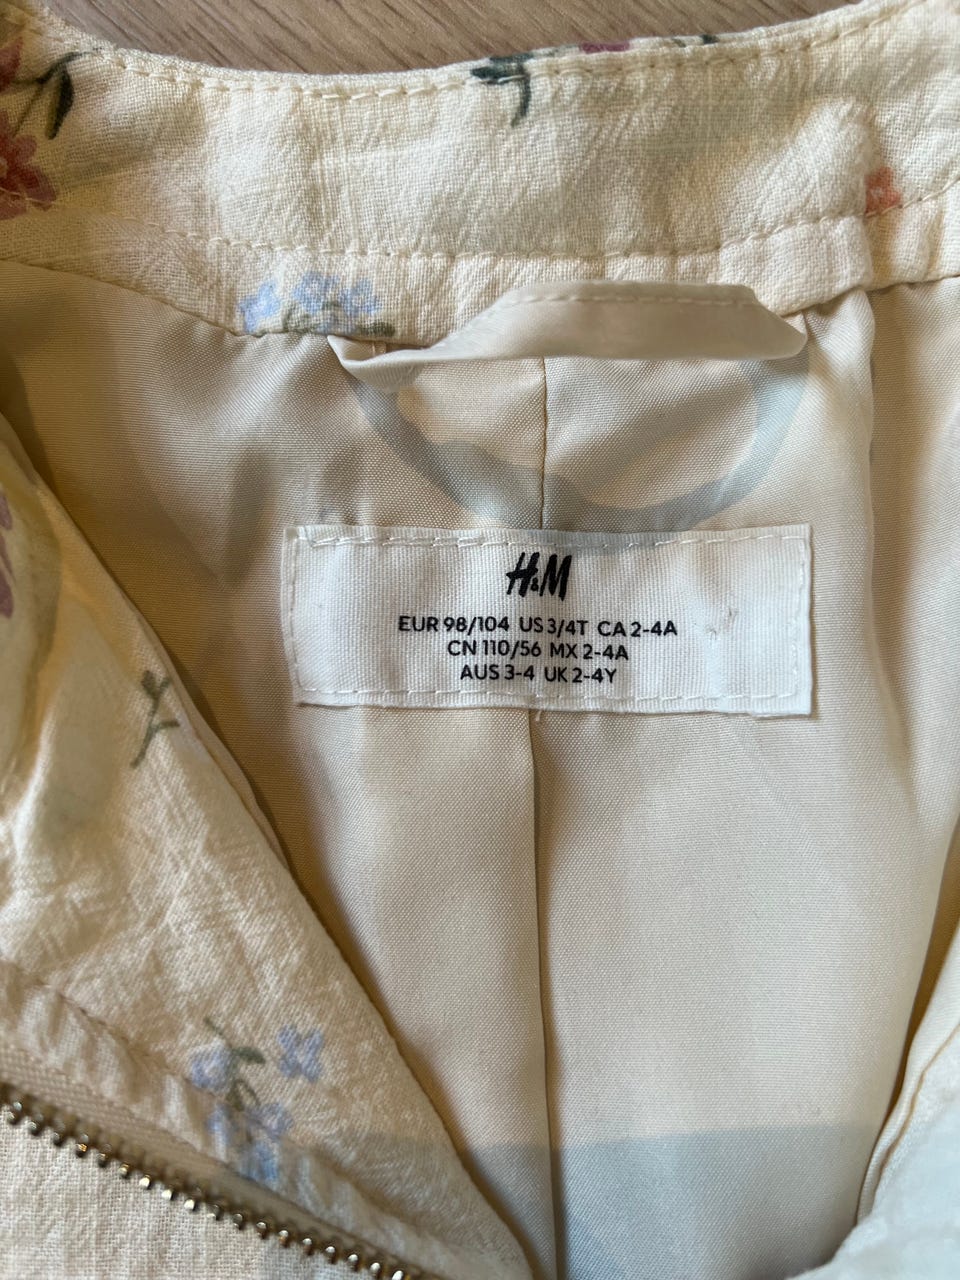 H&M
EUR 98/104 US 3/4T CA 2-4A
CN 110/56 MX 2-4A
AUS 3-4 UK 2-4Y